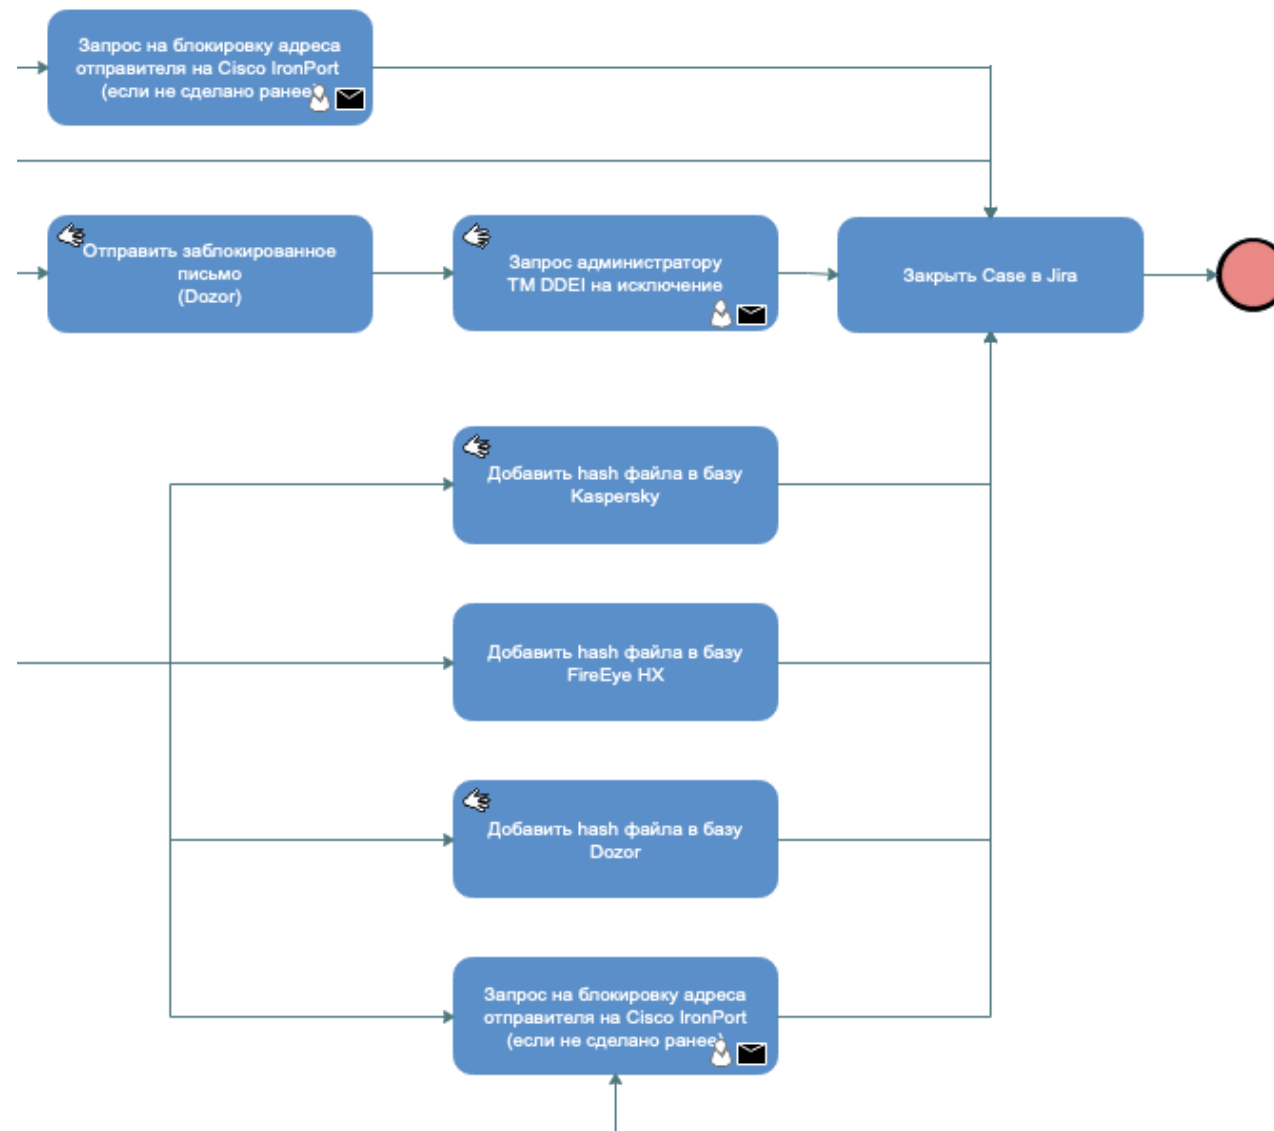 Запрос на блокировку адреса
отправителя на Cisco IronPort
(если не сделано ранее)
Отправить заблокированное
письмо
(Dozor)
Запрос администратору
TM DDEI на исключение
Закрыть Case в Jira
Добавить hash файла в базу
Kaspersky
Добавить hash файла в базу
FireEye HX
Добавить hash файла в базу
Dozor
Запрос на блокировку адреса
отправителя на Cisco IronPort
(если не сделано ранее)